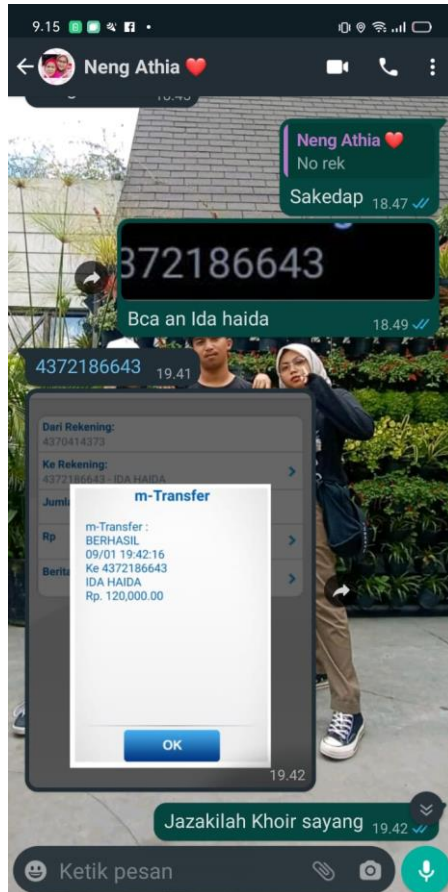 9.15
Neng Athia
18.45
Neng Athia
No rek
Sakedap 18.47
372186643
Bca an Ida haida
18.49
4372186643 19.41
Dari Rekening:
4370414373
Ke Rekening:
4372186643 - IDA HAIDA
Rp
m-Transfer
m-Transfer :
BERHASIL
09/01 19:42:16
Ke 4372186643
IDA HAIDA
Rp. 120,000.00
OK
19.42
Jazakilah Khoir sayang 19.42
Ketik pesan